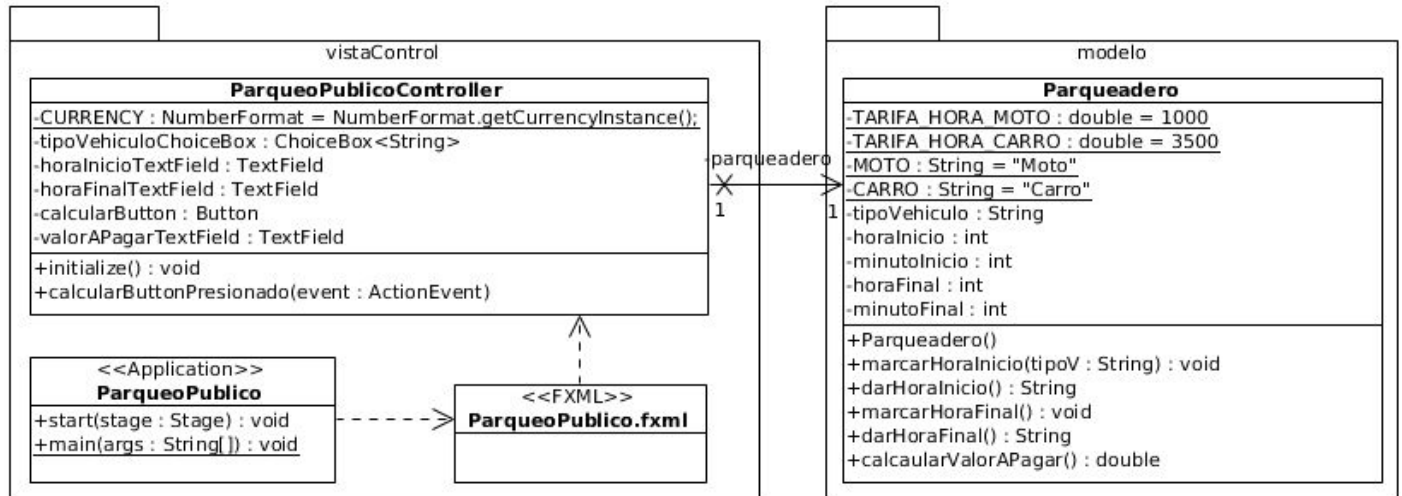 vistaControl
ParqueoPublicoController
-CURRENCY : NumberFormat = NumberFormat.getCurrencyInstance();
-tipoVehiculoChoiceBox : ChoiceBox<String>
-horaInicioTextField : TextField
-horaFinalTextField : TextField
-calcularButton : Button
-valorAPagarTextField : TextField
+initialize() : void
+calcularButtonPresionado(event : ActionEvent)
<<Application>>
ParqueoPublico
+start(stage : Stage) : void
+main(args : String[]) : void
<<FXML>>
ParqueoPublico.fxml
-parqueadero
1
1
modelo
Parqueadero
-TARIFA_HORA_MOTO : double = 1000
-TARIFA_HORA_CARRO : double = 3500
-MOTO : String = "Moto"
-CARRO : String = "Carro"
-tipoVehiculo : String
-horaInicio : int
-minutoInicio : int
-horaFinal : int
-minutoFinal : int
+Parqueadero()
+marcarHoraInicio(tipoV : String) : void
+darHoraInicio() : String
+marcarHoraFinal() : void
+darHoraFinal() : String
+calcaularValorAPagar() : double